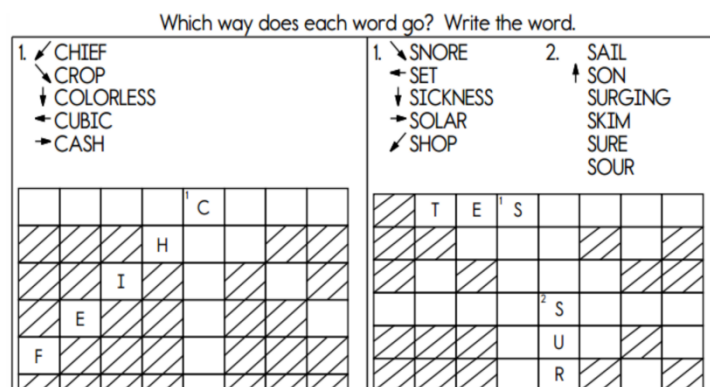 Which way does each word go? Write the word.
1. ↙ CHIEF
↘ CROP
↓ COLORLESS
← CUBIC
→ CASH
1 C
H
I
E
F
1. ↘ SNORE
← SET
↓ SICKNESS
→ SOLAR
↙ SHOP
2. SAIL
↑ SON
SURGING
SKIM
SURE
SOUR
T E 1 S
2 S
U
R